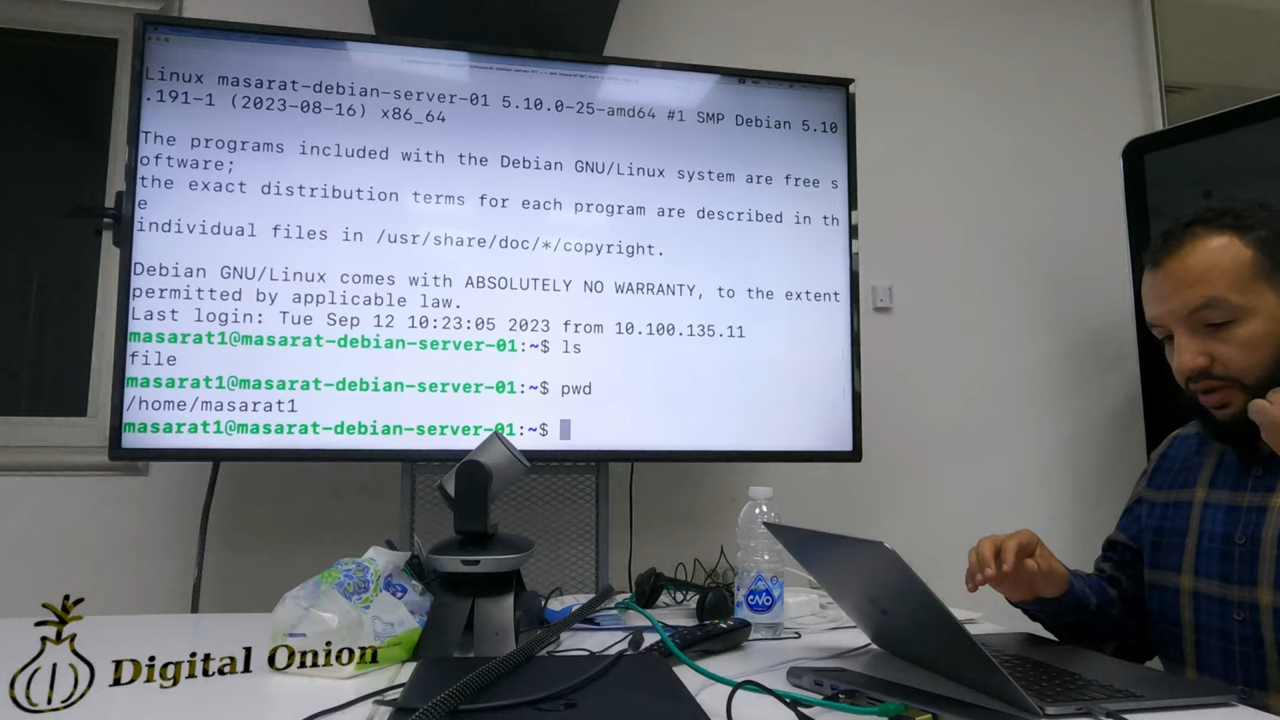 Linux masarat-debian-server-01 5.10.0-25-amd64 #1 SMP Debian 5.10
.191-1 (2023-08-16) x86_64
The programs included with the Debian GNU/Linux system are free s
oftware;
the exact distribution terms for each program are described in th
e
individual files in /usr/share/doc/*/copyright.
Debian GNU/Linux comes with ABSOLUTELY NO WARRANTY, to the extent
permitted by applicable law.
Last login: Tue Sep 12 10:23:05 2023 from 10.100.135.11
masarat1@masarat-debian-server-01:~$ ls
file
masarat1@masarat-debian-server-01:~$ pwd
/home/masarat1
masarat1@masarat-debian-server-01:~$
Digital Onion